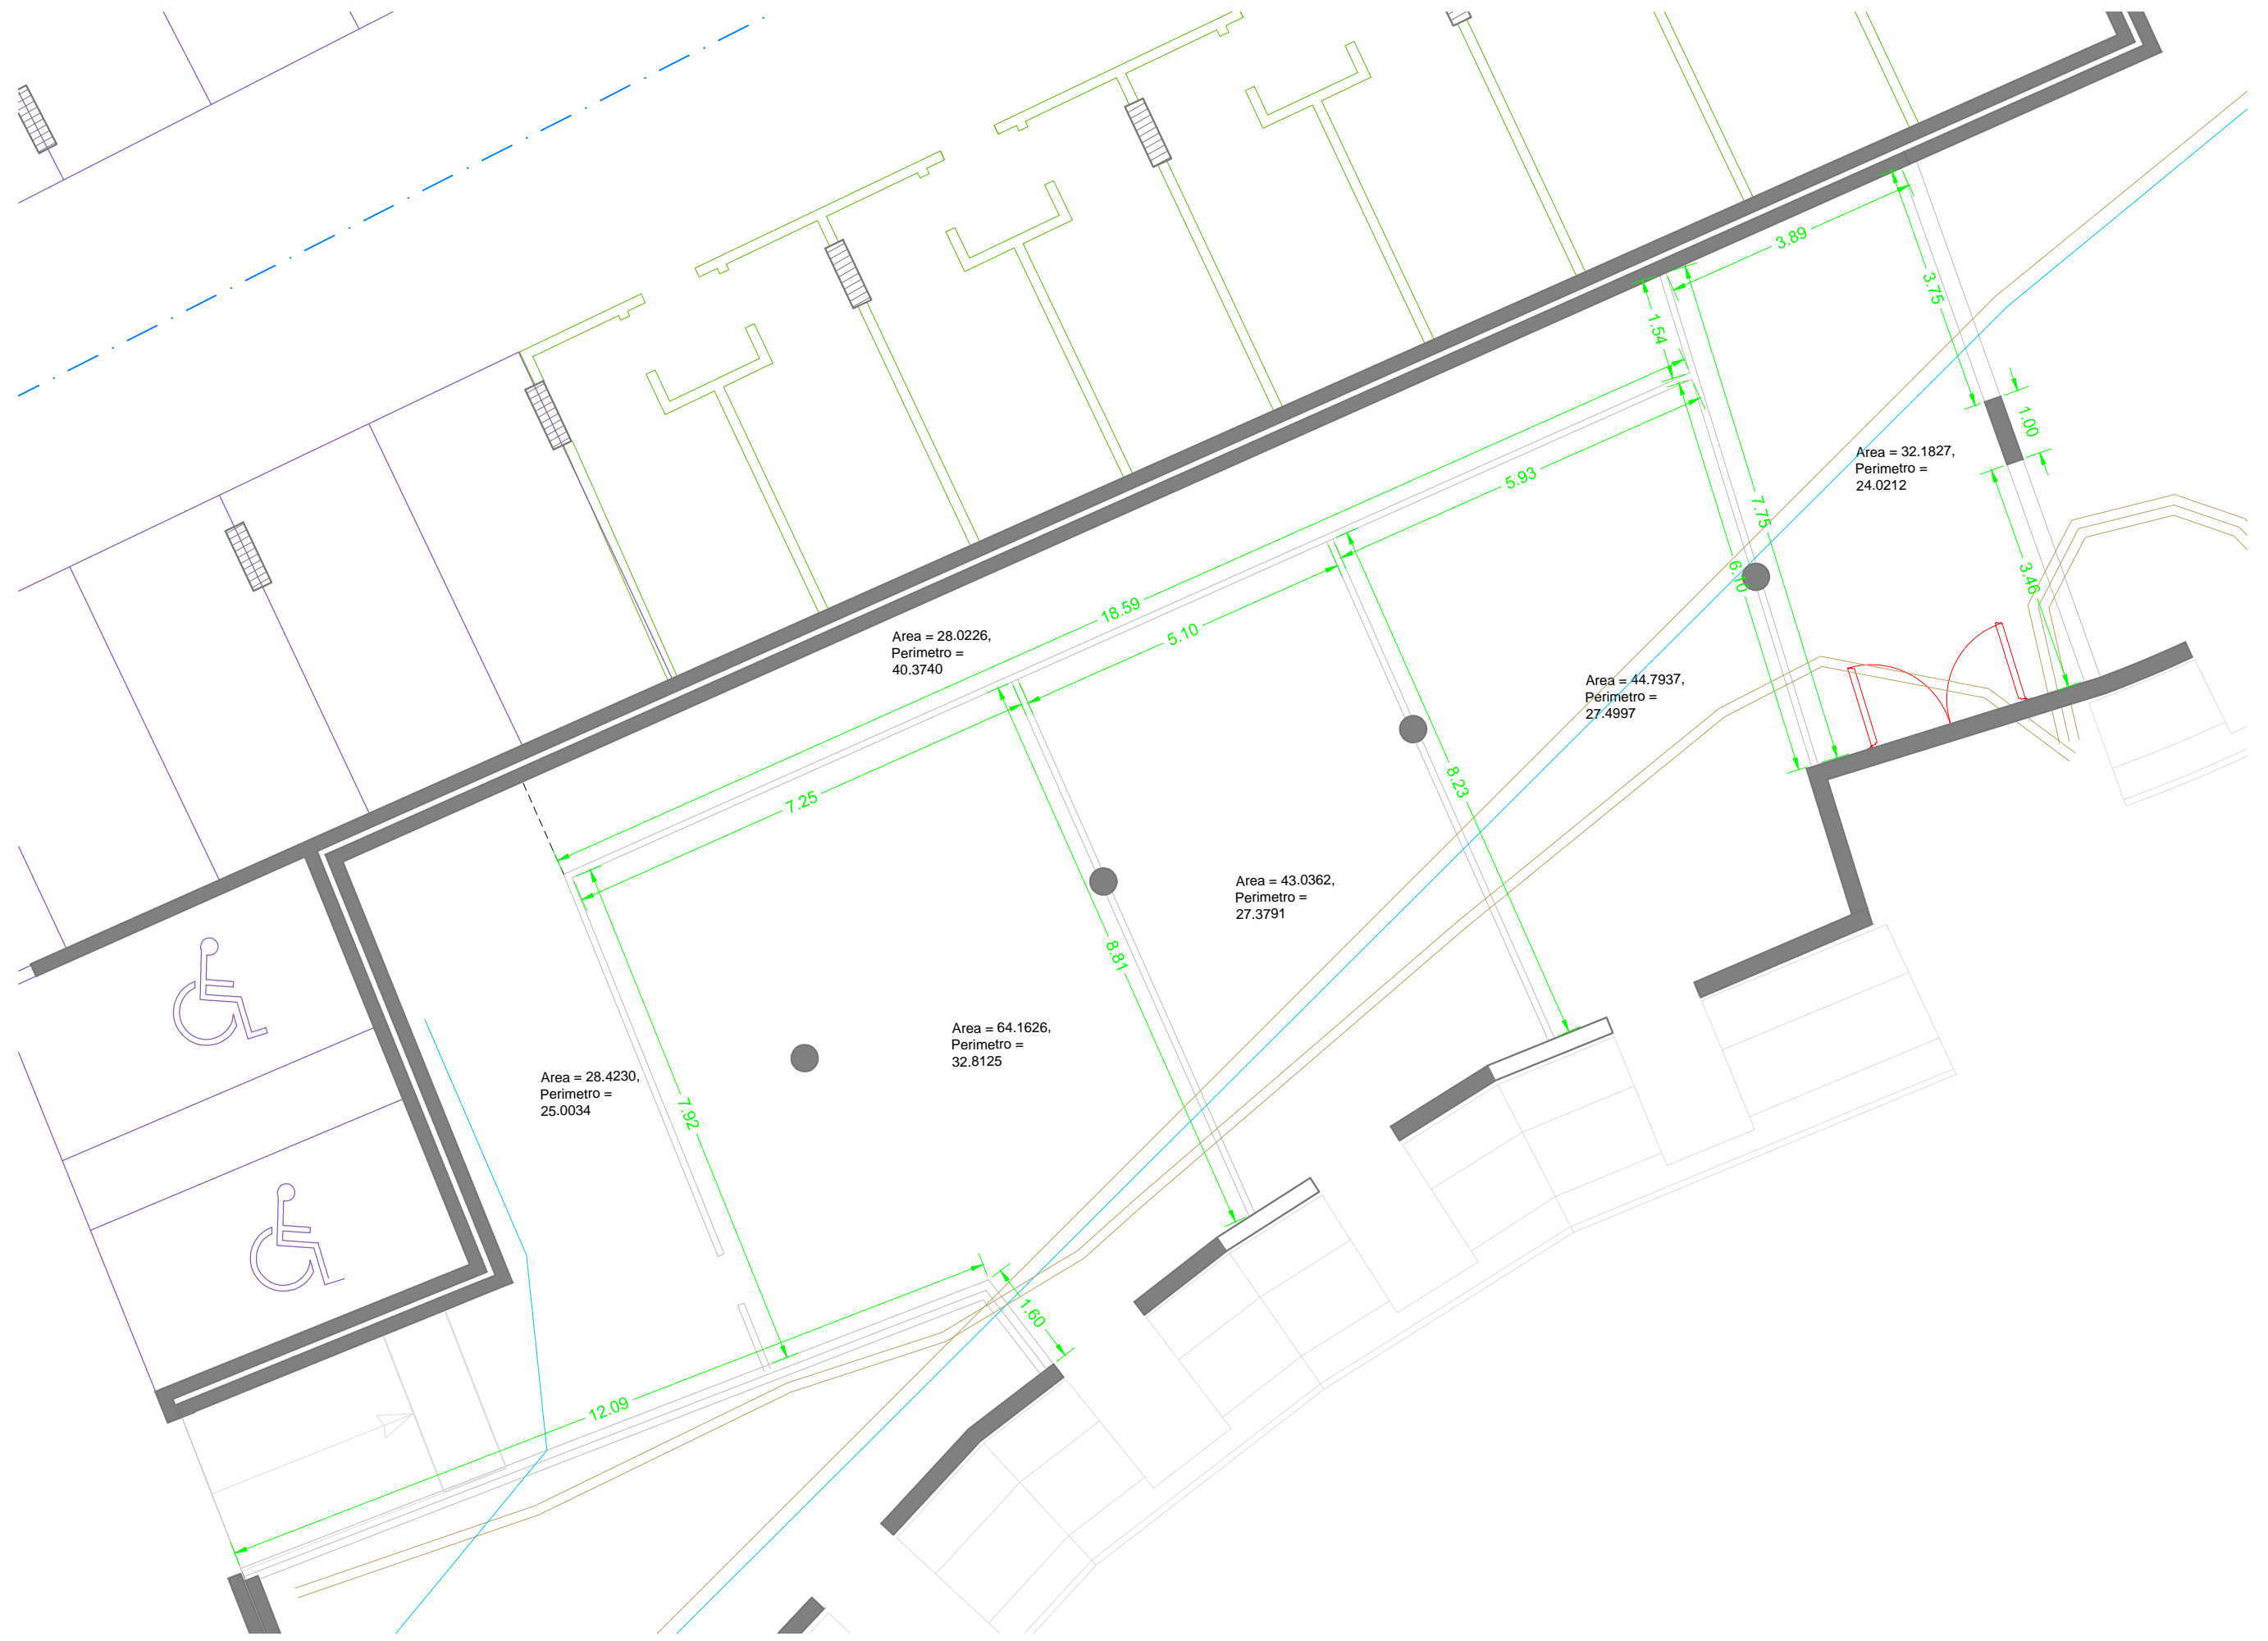 3.89
3.75
1.54
1.00
Area = 32.1827,
Perimetro =
24.0212
5.93
7.75
6.70
3.46
18.59
5.10
Area = 28.0226,
Perimetro =
40.3740
Area = 44.7937,
Perimetro =
27.4997
7.25
8.23
Area = 43.0362,
Perimetro =
27.3791
8.81
Area = 64.1626,
Perimetro =
32.8125
Area = 28.4230,
Perimetro =
25.0034
7.92
1.60
12.09